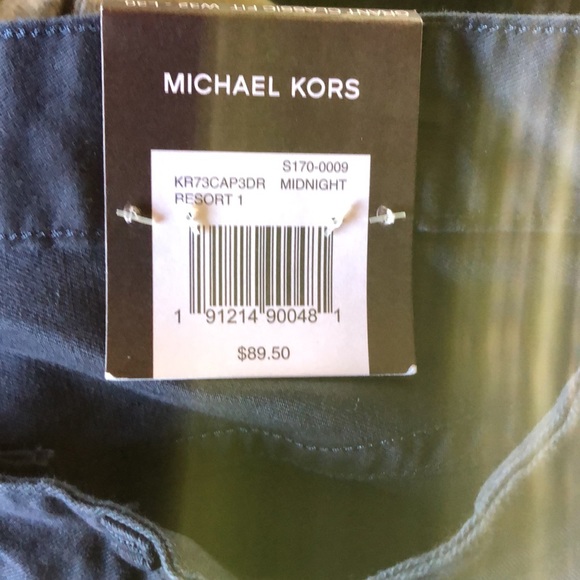 MICHAEL KORS
S170-0009
KR73CAP3DR MIDNIGHT
RESORT 1
1 91214 90048 1
$89.50